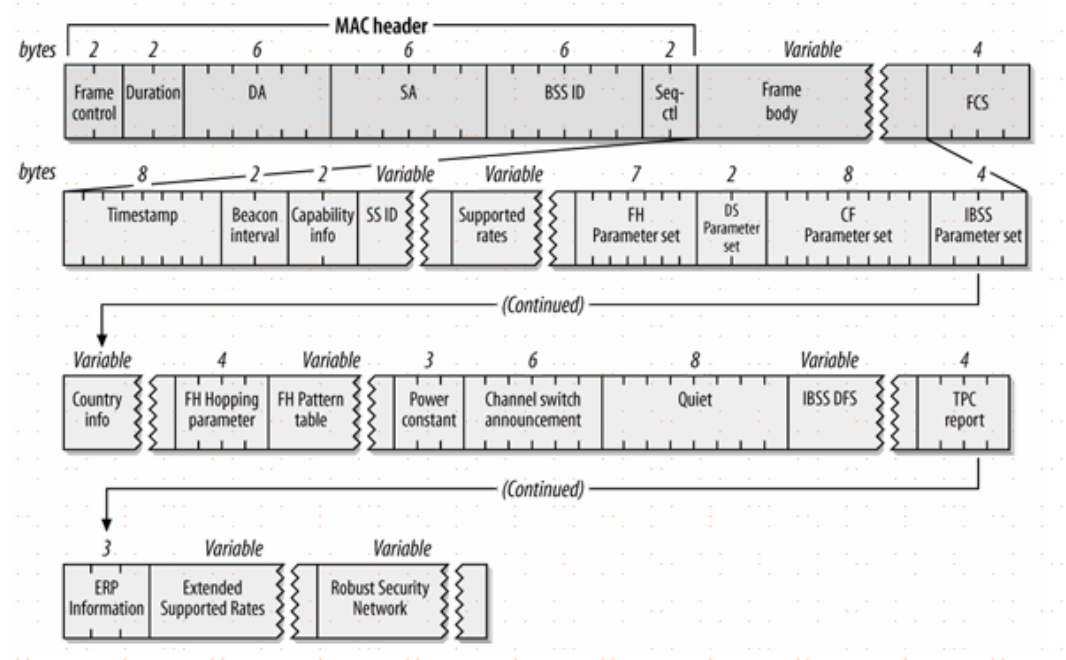 MAC header
bytes 2 2 6 6 6 2 Variable 4
Frame control Duration DA SA BSS ID Seq-ctl Frame body FCS
bytes 8 2 2 Variable Variable 7 2 8 4
Timestamp Beacon interval Capability info SS ID Supported rates FH Parameter set DS Parameter set CF Parameter set IBSS Parameter set
(Continued)
Variable 4 Variable 3 6 8 Variable 4
Country info FH Hopping parameter FH Pattern table Power constant Channel switch announcement Quiet IBSS DFS TPC report
(Continued)
3 Variable Variable
ERP Information Extended Supported Rates Robust Security Network